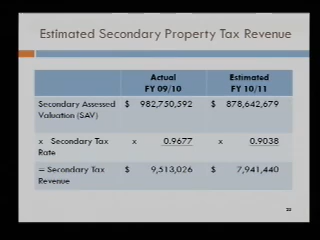 Estimated Secondary Property Tax Revenue
Actual Estimated
FY 09/10 FY 10/11
Secondary Assessed $ 982,750,592 $ 878,642,679
Valuation (SAV)
x Secondary Tax x 0.9677 x 0.9038
Rate
= Secondary Tax $ 9,513,026 $ 7,941,440
Revenue